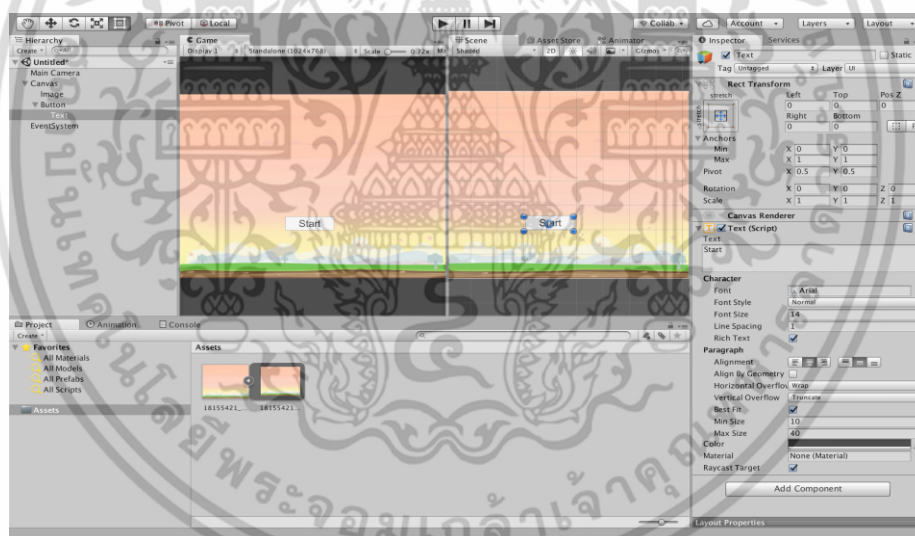 Pivot Local Collab Account Layers Layout
Hierarchy
Create All
Untitled*
Main Camera
Canvas
Image
Button
Text
EventSystem
Game
Display 1 Standalone (1024x768) Scale 0.22x
Start
Scene Asset Store Animator
Shaded 2D Gizmos
Start
Inspector Services
Text Static
Tag Untagged Layer UI
Rect Transform
stretch Left Top Pos Z
stretch 0 0 0
Right Bottom
0 0
Anchors
Min X 0 Y 0
Max X 1 Y 1
Pivot X 0.5 Y 0.5
Rotation X 0 Y 0 Z 0
Scale X 1 Y 1 Z 1
Canvas Renderer
Text (Script)
Text
Start
Character
Font Arial
Font Style Normal
Font Size 14
Line Spacing 1
Rich Text
Paragraph
Alignment
Align By Geometry
Horizontal Overflow Wrap
Vertical Overflow Truncate
Best Fit
Min Size 10
Max Size 40
Color
Material None (Material)
Raycast Target
Add Component
Layout Properties
Project Animation Console
Create
Favorites
All Materials
All Models
All Prefabs
All Scripts
Assets
Assets
18155421_... 18155421...